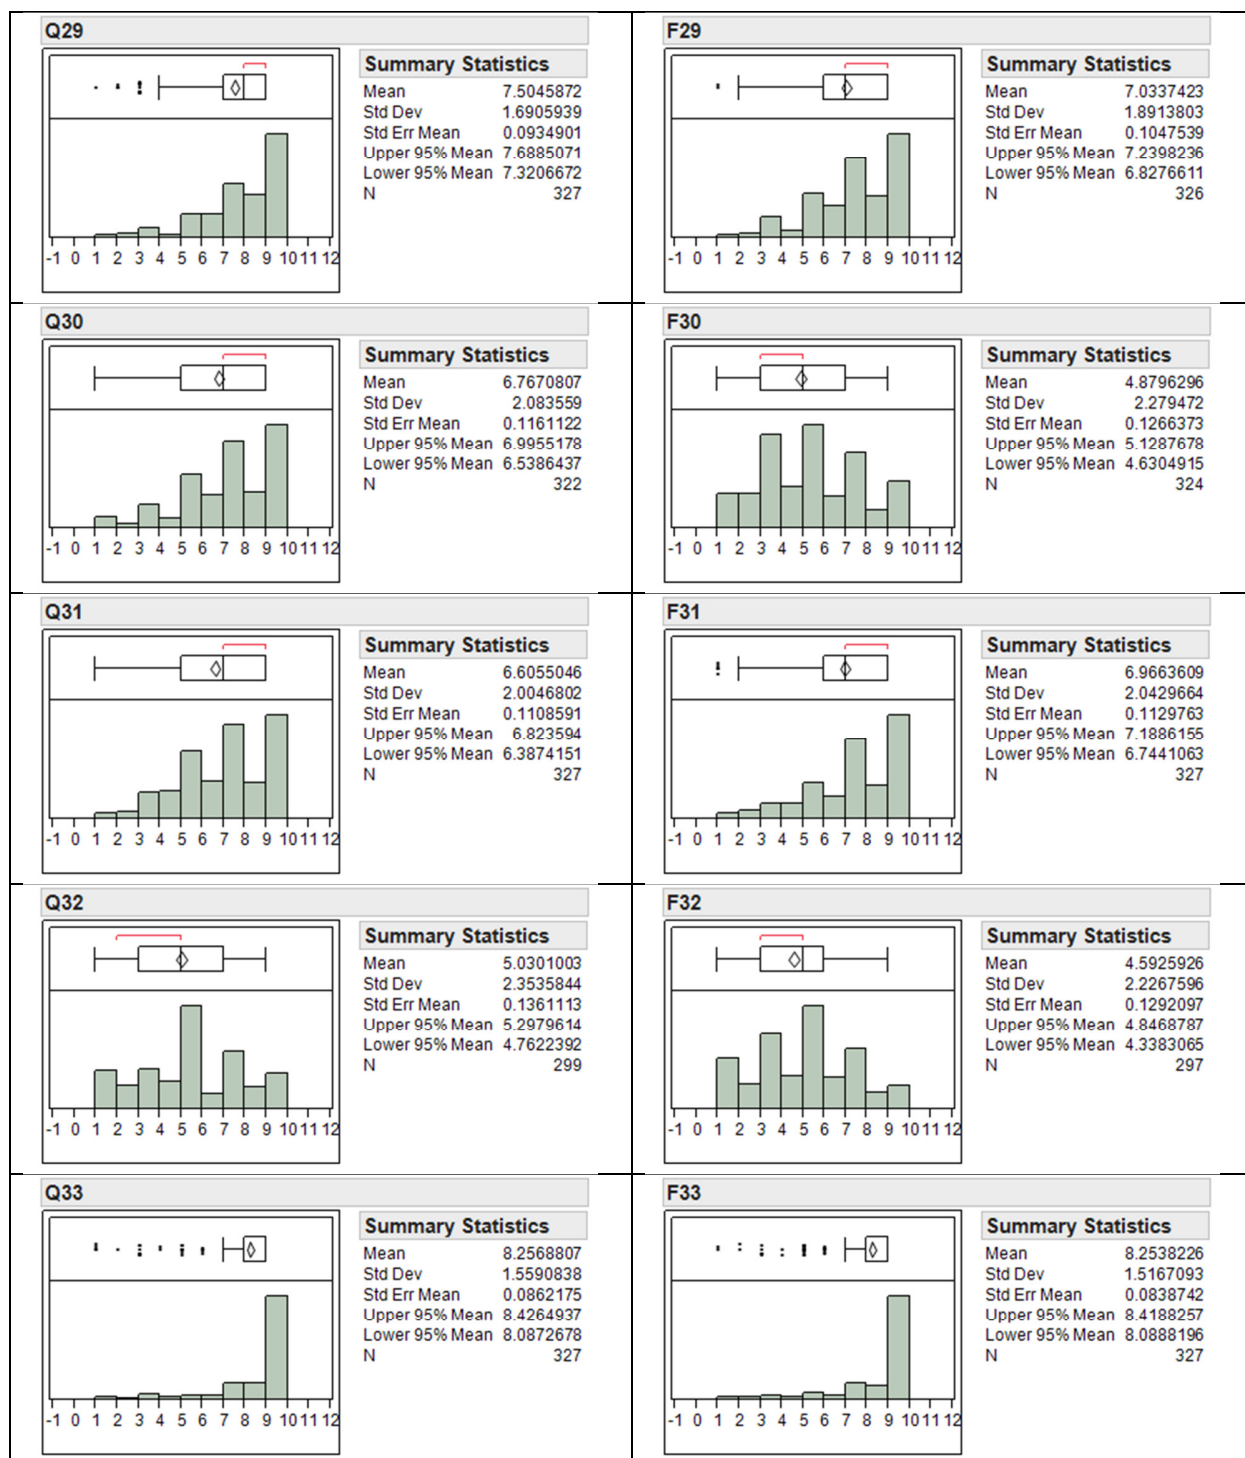 Q29
Summary Statistics
Mean 7.5045872
Std Dev 1.6905939
Std Err Mean 0.0934901
Upper 95% Mean 7.6885071
Lower 95% Mean 7.3206672
N 327
-1 0 1 2 3 4 5 6 7 8 9 10 11 12
F29
Summary Statistics
Mean 7.0337423
Std Dev 1.8913803
Std Err Mean 0.1047539
Upper 95% Mean 7.2398236
Lower 95% Mean 6.8276611
N 326
-1 0 1 2 3 4 5 6 7 8 9 10 11 12
Q30
Summary Statistics
Mean 6.7670807
Std Dev 2.083559
Std Err Mean 0.1161122
Upper 95% Mean 6.9955178
Lower 95% Mean 6.5386437
N 322
-1 0 1 2 3 4 5 6 7 8 9 10 11 12
F30
Summary Statistics
Mean 4.8796296
Std Dev 2.279472
Std Err Mean 0.1266373
Upper 95% Mean 5.1287678
Lower 95% Mean 4.6304915
N 324
-1 0 1 2 3 4 5 6 7 8 9 10 11 12
Q31
Summary Statistics
Mean 6.6055046
Std Dev 2.0046802
Std Err Mean 0.1108591
Upper 95% Mean 6.823594
Lower 95% Mean 6.3874151
N 327
-1 0 1 2 3 4 5 6 7 8 9 10 11 12
F31
Summary Statistics
Mean 6.9663609
Std Dev 2.0429664
Std Err Mean 0.1129763
Upper 95% Mean 7.1886155
Lower 95% Mean 6.7441063
N 327
-1 0 1 2 3 4 5 6 7 8 9 10 11 12
Q32
Summary Statistics
Mean 5.0301003
Std Dev 2.3535844
Std Err Mean 0.1361113
Upper 95% Mean 5.2979614
Lower 95% Mean 4.7622392
N 299
-1 0 1 2 3 4 5 6 7 8 9 10 11 12
F32
Summary Statistics
Mean 4.5925926
Std Dev 2.2267596
Std Err Mean 0.1292097
Upper 95% Mean 4.8468787
Lower 95% Mean 4.3383065
N 297
-1 0 1 2 3 4 5 6 7 8 9 10 11 12
Q33
Summary Statistics
Mean 8.2568807
Std Dev 1.5590838
Std Err Mean 0.0862175
Upper 95% Mean 8.4264937
Lower 95% Mean 8.0872678
N 327
-1 0 1 2 3 4 5 6 7 8 9 10 11 12
F33
Summary Statistics
Mean 8.2538226
Std Dev 1.5167093
Std Err Mean 0.0838742
Upper 95% Mean 8.4188257
Lower 95% Mean 8.0888196
N 327
-1 0 1 2 3 4 5 6 7 8 9 10 11 12